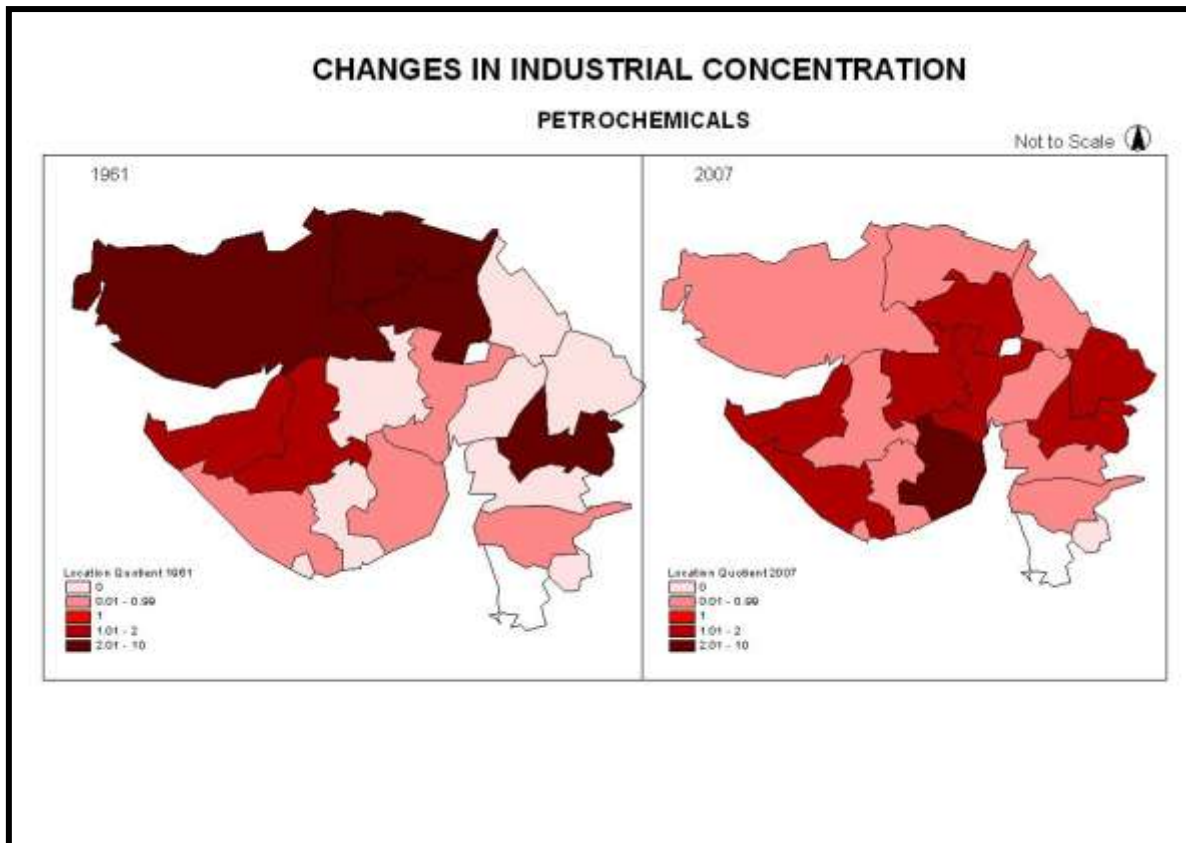 CHANGES IN INDUSTRIAL CONCENTRATION
PETROCHEMICALS
Not to Scale
1961
2007
Location Quotient 1961
0
0.01 - 0.99
1
1.01 - 2
2.01 - 10
Location Quotient 2007
0
0.01 - 0.99
1
1.01 - 2
2.01 - 10